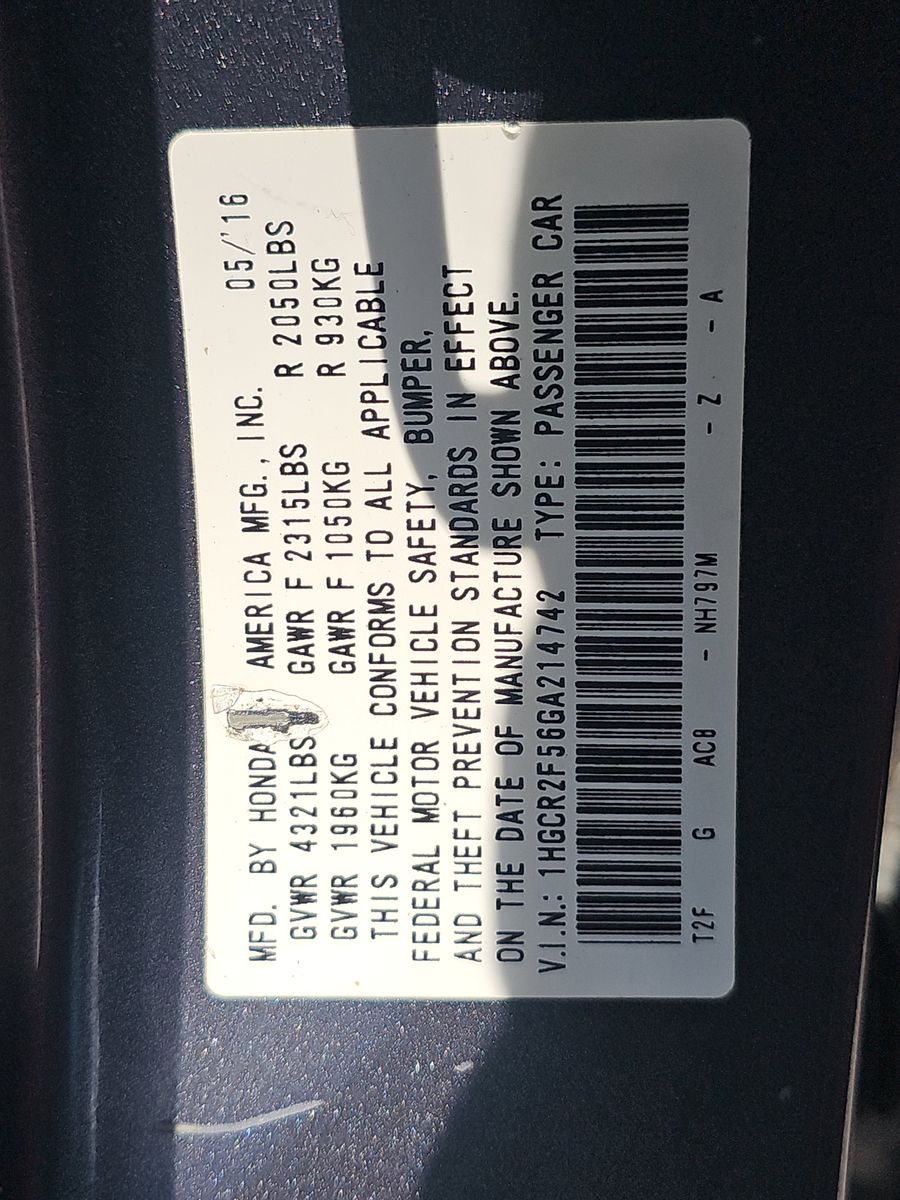 MFD. BY HONDA AMERICA MFG., INC. 05/'16
GVWR 4321LBS GAWR F 2315LBS R 2050LBS
GVWR 1960KG GAWR F 1050KG R 930KG
THIS VEHICLE CONFORMS TO ALL APPLICABLE
FEDERAL MOTOR VEHICLE SAFETY, BUMPER,
AND THEFT PREVENTION STANDARDS IN EFFECT
ON THE DATE OF MANUFACTURE SHOWN ABOVE.
V.I.N.: 1HGCR2F56GA214742 TYPE: PASSENGER CAR
T2F G AC8 - NH797M - Z - A